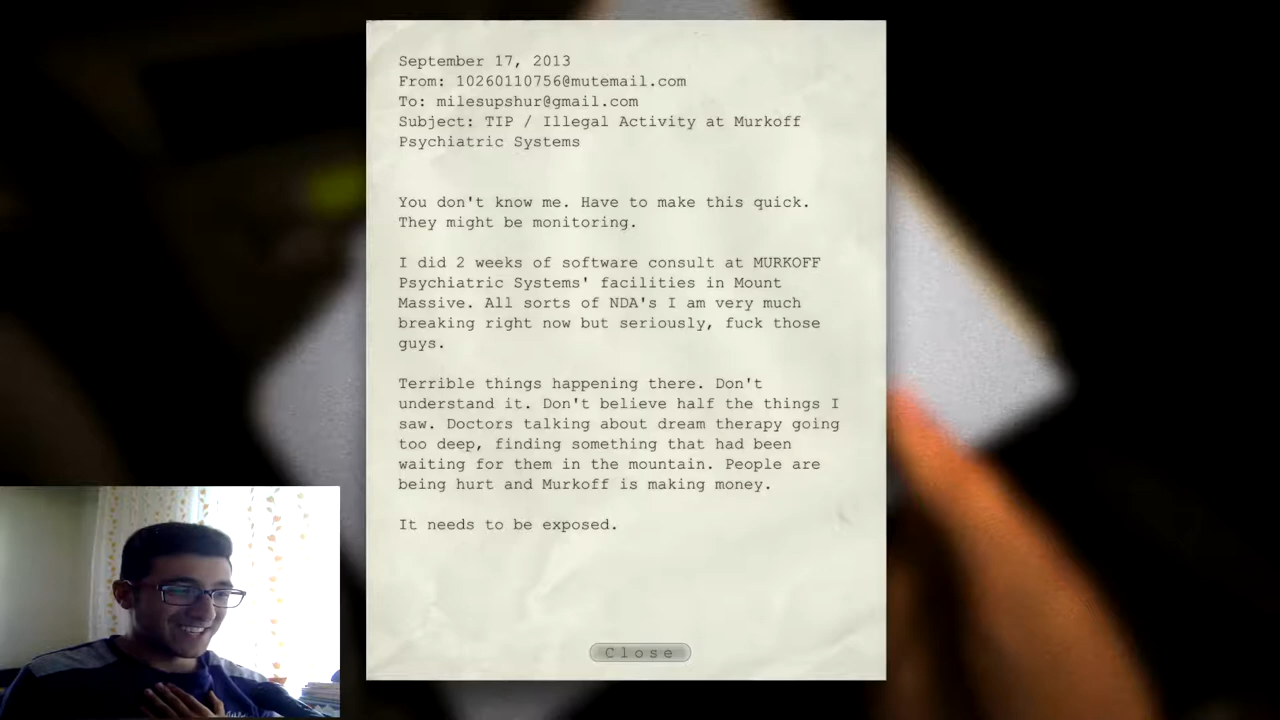 September 17, 2013
From: 10260110756@mutemail.com
To: milesupshur@gmail.com
Subject: TIP / Illegal Activity at Murkoff
Psychiatric Systems
You don't know me. Have to make this quick.
They might be monitoring.
I did 2 weeks of software consult at MURKOFF
Psychiatric Systems' facilities in Mount
Massive. All sorts of NDA's I am very much
breaking right now but seriously, fuck those
guys.
Terrible things happening there. Don't
understand it. Don't believe half the things I
saw. Doctors talking about dream therapy going
too deep, finding something that had been
waiting for them in the mountain. People are
being hurt and Murkoff is making money.
It needs to be exposed.
Close